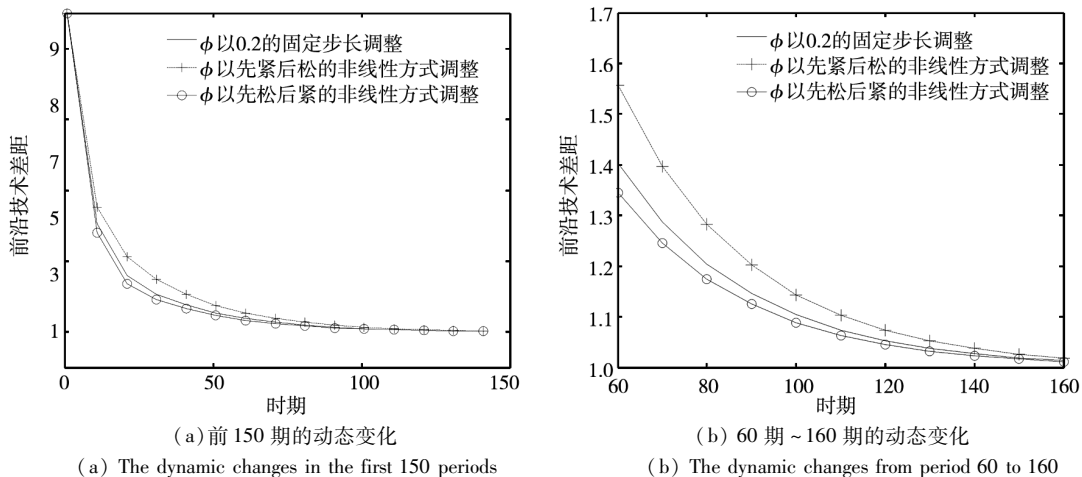 9
8
7
5
3
1
前沿技术差距
ϕ以0.2的固定步长调整
ϕ以先紧后松的非线性方式调整
ϕ以先松后紧的非线性方式调整
0
50
100
150
时期
(a)前 150 期的动态变化
(a) The dynamic changes in the first 150 periods
1.7
1.6
1.5
1.4
1.3
1.2
1.1
1.0
前沿技术差距
ϕ以0.2的固定步长调整
ϕ以先紧后松的非线性方式调整
ϕ以先松后紧的非线性方式调整
60
80
100
120
140
160
时期
(b) 60 期 ~ 160 期的动态变化
(b) The dynamic changes from period 60 to 160